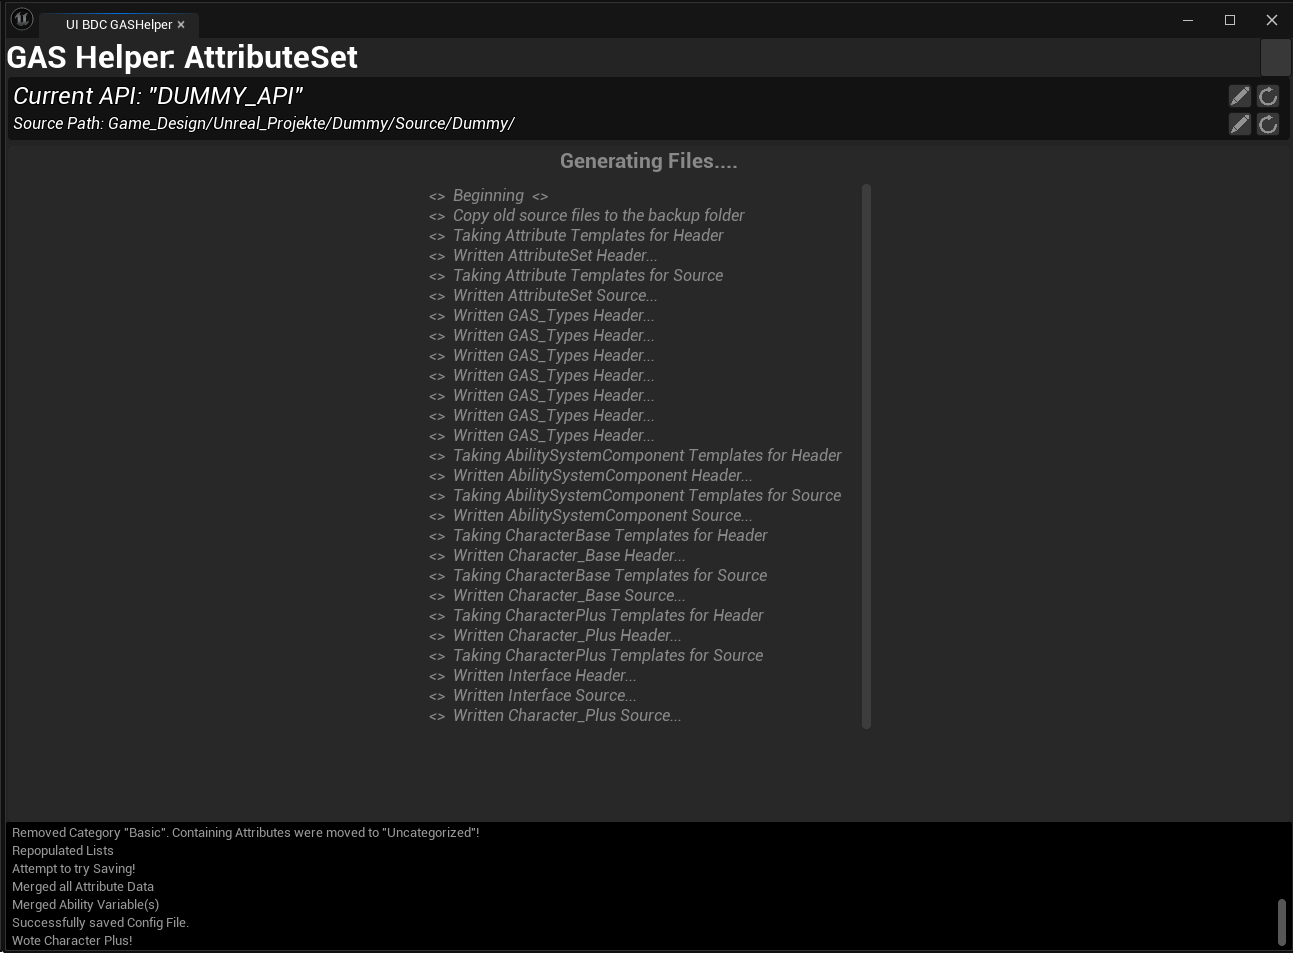 UI BDC GASHelper ×
GAS Helper: AttributeSet
Current API: "DUMMY_API"
Source Path: Game_Design/Unreal_Projekte/Dummy/Source/Dummy/
Generating Files....
<> Beginning <>
<> Copy old source files to the backup folder
<> Taking Attribute Templates for Header
<> Written AttributeSet Header...
<> Taking Attribute Templates for Source
<> Written AttributeSet Source...
<> Written GAS_Types Header...
<> Written GAS_Types Header...
<> Written GAS_Types Header...
<> Written GAS_Types Header...
<> Written GAS_Types Header...
<> Written GAS_Types Header...
<> Written GAS_Types Header...
<> Taking AbilitySystemComponent Templates for Header
<> Written AbilitySystemComponent Header...
<> Taking AbilitySystemComponent Templates for Source
<> Written AbilitySystemComponent Source...
<> Taking CharacterBase Templates for Header
<> Written Character_Base Header...
<> Taking CharacterBase Templates for Source
<> Written Character_Base Source...
<> Taking CharacterPlus Templates for Header
<> Written Character_Plus Header...
<> Taking CharacterPlus Templates for Source
<> Written Interface Header...
<> Written Interface Source...
<> Written Character_Plus Source...
Removed Category "Basic". Containing Attributes were moved to "Uncategorized"!
Repopulated Lists
Attempt to try Saving!
Merged all Attribute Data
Merged Ability Variable(s)
Successfully saved Config File.
Wote Character Plus!